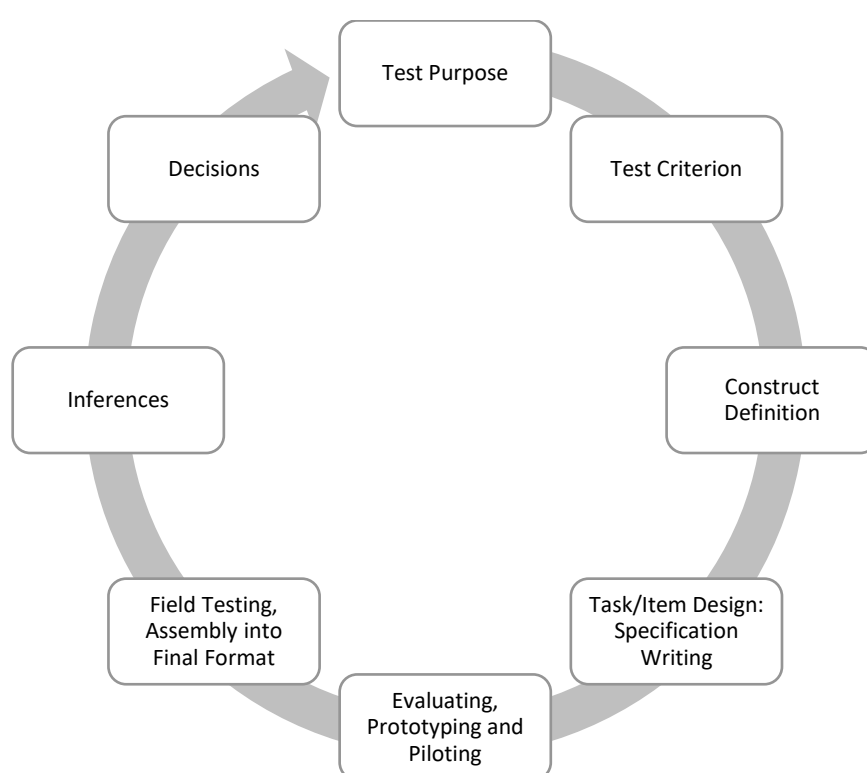 Test Purpose
Test Criterion
Construct
Definition
Task/Item Design:
Specification
Writing
Evaluating,
Prototyping and
Piloting
Field Testing,
Assembly into
Final Format
Inferences
Decisions